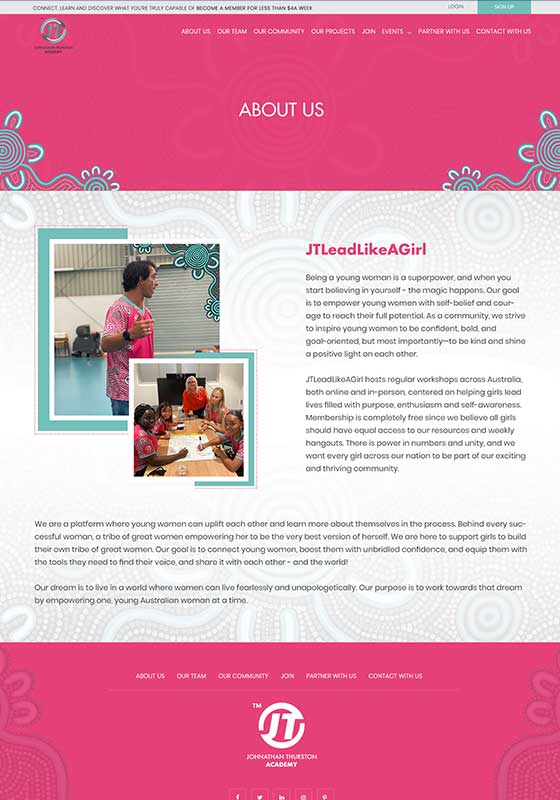 CONNECT, LEARN AND DISCOVER WHAT YOU'RE TRULY CAPABLE OF BECOME A MEMBER FOR LESS THAN $4A WEEK
LOGIN
SIGN UP
JT
JOHNATHAN THURSTON
ACADEMY
ABOUT US OUR TEAM OUR COMMUNITY OUR PROJECTS JOIN EVENTS PARTNER WITH US CONTACT WITH US
ABOUT US
JTLeadLikeAGirl
Being a young woman is a superpower, and when you
start believing in yourself - the magic happens. Our goal
is to empower young women with self-belief and cour-
age to reach their full potential. As a community, we strive
to inspire young women to be confident, bold, and
goal-oriented, but most importantly—to be kind and shine
a positive light on each other.
JTLeadLikeAGirl hosts regular workshops across Australia,
both online and in-person, centered on helping girls lead
lives filled with purpose, enthusiasm and self-awareness.
Membership is completely free since we believe all girls
should have equal access to our resources and weekly
hangouts. There is power in numbers and unity, and we
want every girl across our nation to be part of our exciting
and thriving community.
We are a platform where young women can uplift each other and learn more about themselves in the process. Behind every suc-
cessful woman, a tribe of great women empowering her to be the very best version of herself. We are here to support girls to build
their own tribe of great women. Our goal is to connect young women, boost them with unbridled confidence, and equip them with
the tools they need to find their voice, and share it with each other - and the world!
Our dream is to live in a world where women can live fearlessly and unapologetically. Our purpose is to work towards that dream
by empowering one, young Australian woman at a time.
ABOUT US OUR TEAM OUR COMMUNITY JOIN PARTNER WITH US CONTACT WITH US
TM
JT
JOHNATHAN THURSTON
ACADEMY